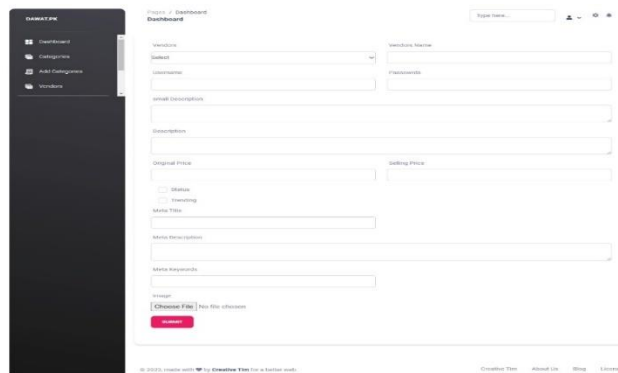 DAWAT.PK
Dashboard
Categories
Add Categories
Vendors
Pages / Dashboard
Dashboard
Type here...
Vendors
Vendors Name
Select
Username
Passwords
small Description
Description
Original Price
Selling Price
Status
Trending
Meta Title
Meta Description
Meta Keywords
Image
Choose File No file chosen
SUBMIT
made with by Creative Tim for a better web.
Creative Tim About Us Blog